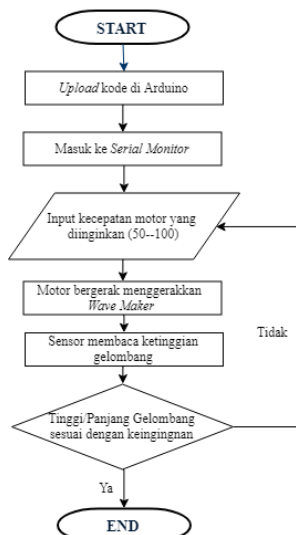 START
Upload kode di Arduino
Masuk ke Serial Monitor
Input kecepatan motor yang
diinginkan (50--100)
Motor bergerak menggerakkan
Wave Maker
Sensor membaca ketinggian
gelombang
Tidak
Tinggi/Panjang Gelombang
sesuai dengan keingingnan
Ya
END